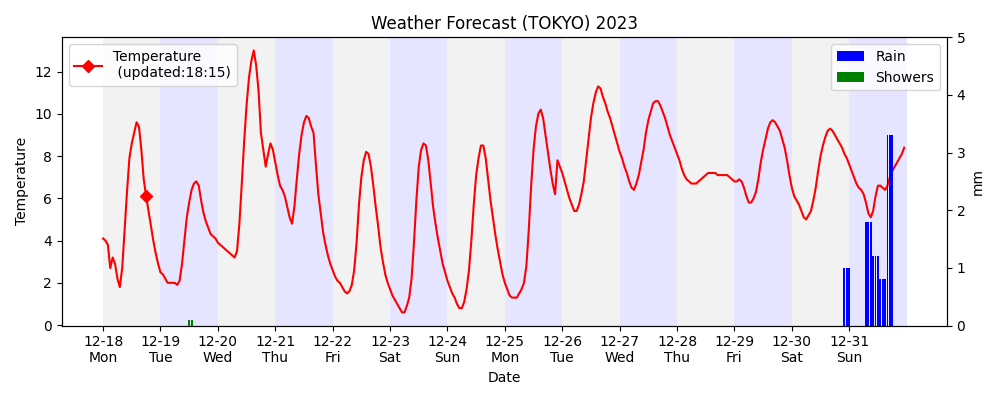 Weather Forecast (TOKYO) 2023
Temperature
(updated:18:15)
Rain
Showers
Temperature
12
10
8
6
4
2
0
5
4
3
2
1
0
mm
12-18 12-19 12-20 12-21 12-22 12-23 12-24 12-25 12-26 12-27 12-28 12-29 12-30 12-31
Mon Tue Wed Thu Fri Sat Sun Mon Tue Wed Thu Fri Sat Sun
Date